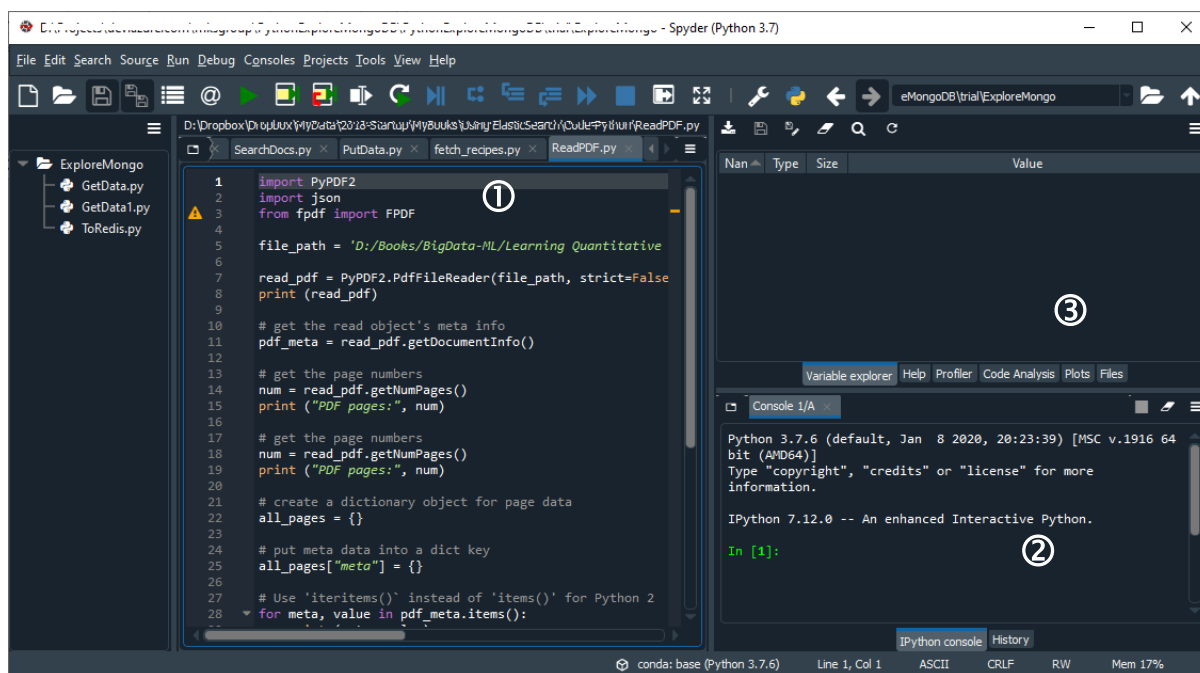 - Spyder (Python 3.7)
File Edit Search Source Run Debug Consoles Projects Tools View Help
eMongoDB\trial\ExploreMongo
ExploreMongo
GetData.py
GetData1.py
ToRedis.py
SearchDocs.py PutData.py fetch_recipes.py ReadPDF.py
①
1 import PyPDF2
2 import json
3 from fpdf import FPDF
4
5 file_path = 'D:/Books/BigData-ML/Learning Quantitative
6
7 read_pdf = PyPDF2.PdfFileReader(file_path, strict=False
8 print (read_pdf)
9
10 # get the read object's meta info
11 pdf_meta = read_pdf.getDocumentInfo()
12
13 # get the page numbers
14 num = read_pdf.getNumPages()
15 print ("PDF pages:", num)
16
17 # get the page numbers
18 num = read_pdf.getNumPages()
19 print ("PDF pages:", num)
20
21 # create a dictionary object for page data
22 all_pages = {}
23
24 # put meta data into a dict key
25 all_pages["meta"] = {}
26
27 # Use 'iteritems()` instead of 'items()' for Python 2
28 for meta, value in pdf_meta.items():
Nan Type Size Value
③
Variable explorer Help Profiler Code Analysis Plots Files
Console 1/A
Python 3.7.6 (default, Jan 8 2020, 20:23:39) [MSC v.1916 64
bit (AMD64)]
Type "copyright", "credits" or "license" for more
information.
IPython 7.12.0 -- An enhanced Interactive Python.
In [1]:
②
IPython console History
conda: base (Python 3.7.6) Line 1, Col 1 ASCII CRLF RW Mem 17%